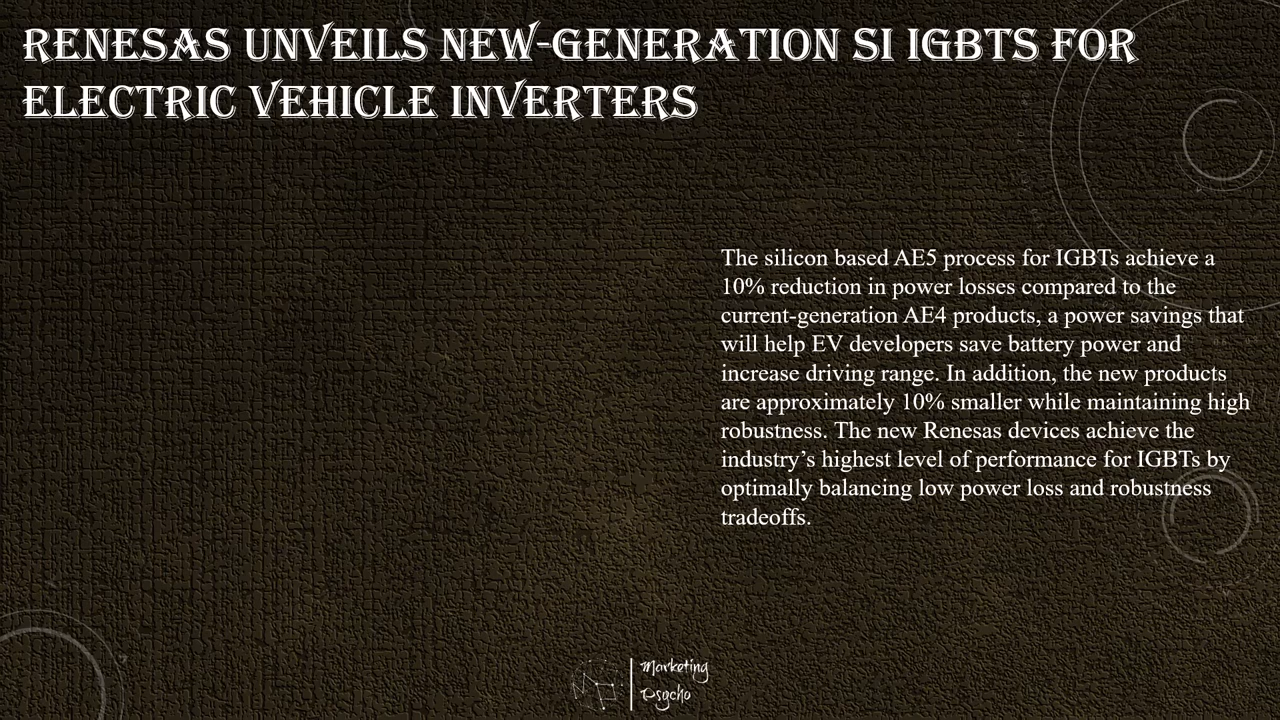 RENESAS UNVEILS NEW-GENERATION SI IGBTS FOR
ELECTRIC VEHICLE INVERTERS
The silicon based AE5 process for IGBTs achieve a
10% reduction in power losses compared to the
current-generation AE4 products, a power savings that
will help EV developers save battery power and
increase driving range. In addition, the new products
are approximately 10% smaller while maintaining high
robustness. The new Renesas devices achieve the
industry’s highest level of performance for IGBTs by
optimally balancing low power loss and robustness
tradeoffs.
Marketing
Psycho